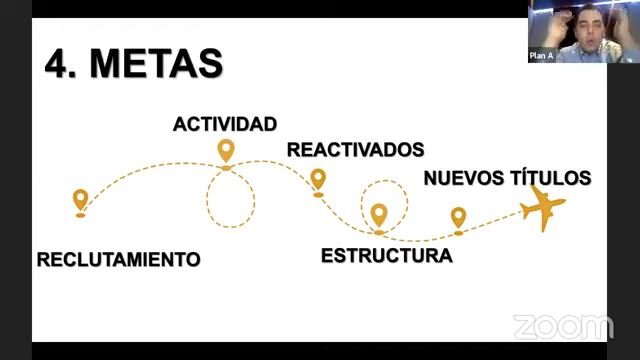 4. METAS
Plan A
ACTIVIDAD
REACTIVADOS
NUEVOS TÍTULOS
RECLUTAMIENTO
ESTRUCTURA
zoom